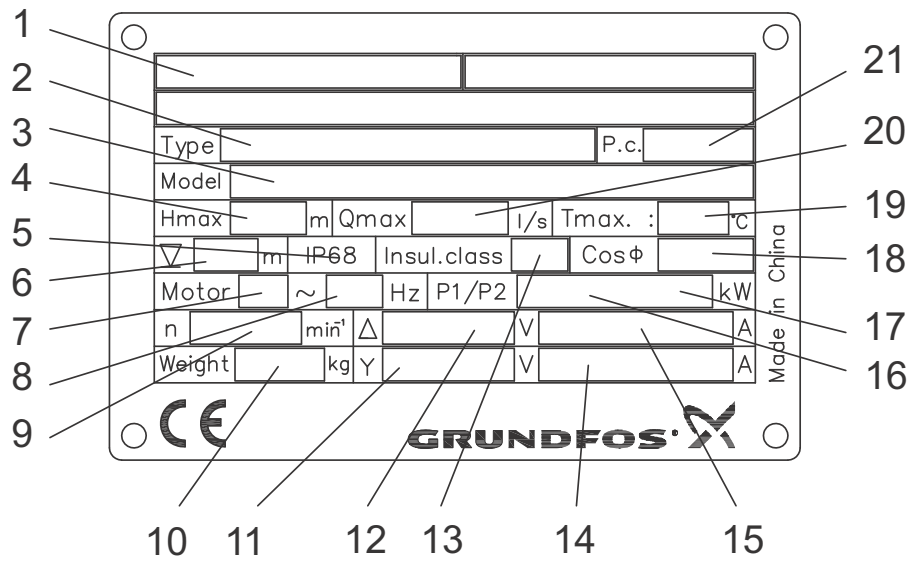 1
2
3
4
5
6
7
8
9
10
11
12
13
14
15
16
17
18
19
20
21
Type P.c.
Model
Hmax m Qmax l/s Tmax. : °C
▽ m IP68 Insul.class Cosφ
Motor ~ Hz P1/P2 kW
n min⁻¹ △ V A
Weight kg Y V A
Made in China
CE
GRUNDFOS